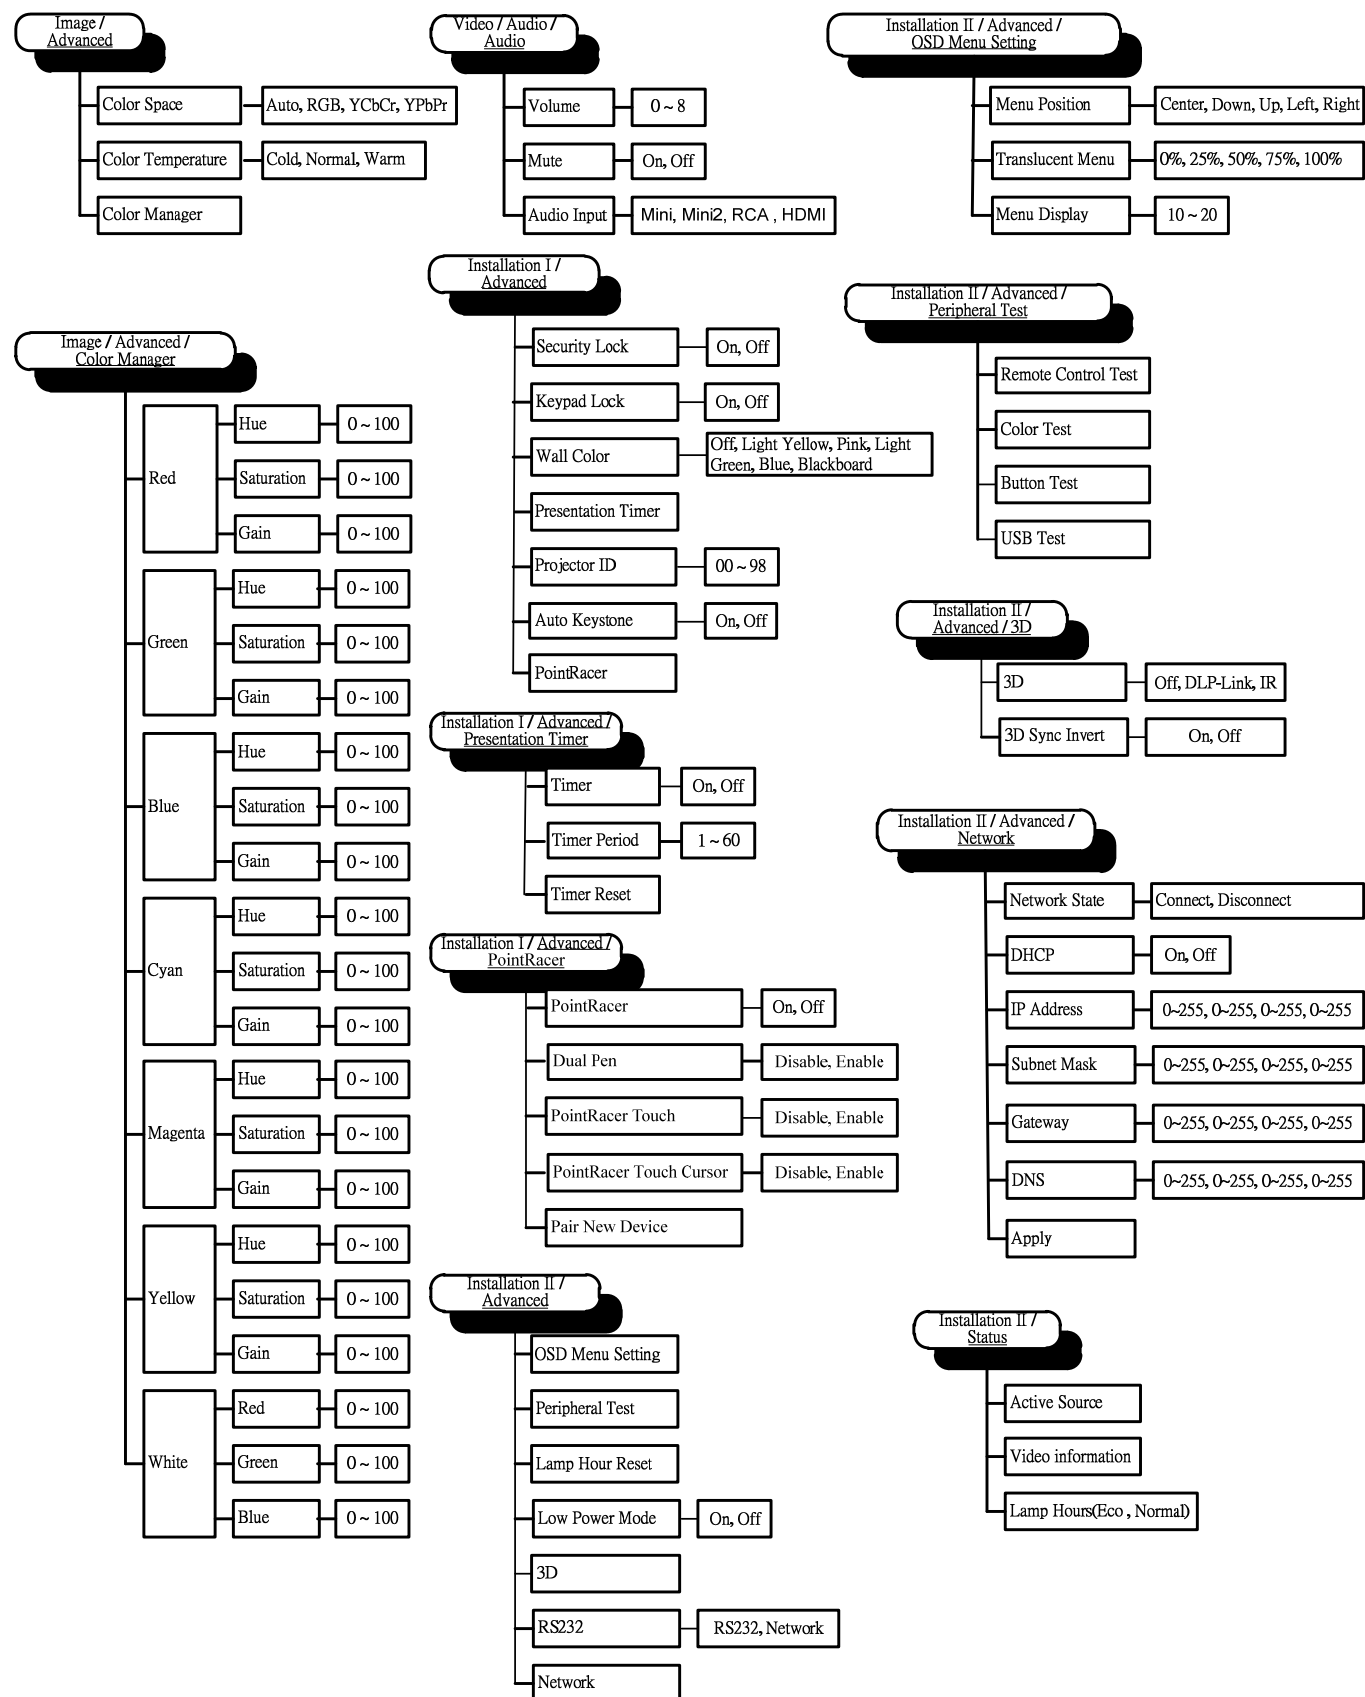 Image /
Advanced
Color Space
Auto, RGB, YCbCr, YPbPr
Color Temperature
Cold, Normal, Warm
Color Manager
Image / Advanced /
Color Manager
Red
Hue
0 ~ 100
Saturation
0 ~ 100
Gain
0 ~ 100
Green
Hue
0 ~ 100
Saturation
0 ~ 100
Gain
0 ~ 100
Blue
Hue
0 ~ 100
Saturation
0 ~ 100
Gain
0 ~ 100
Cyan
Hue
0 ~ 100
Saturation
0 ~ 100
Gain
0 ~ 100
Magenta
Hue
0 ~ 100
Saturation
0 ~ 100
Gain
0 ~ 100
Yellow
Hue
0 ~ 100
Saturation
0 ~ 100
Gain
0 ~ 100
White
Red
0 ~ 100
Green
0 ~ 100
Blue
0 ~ 100
Video / Audio /
Audio
Volume
0 ~ 8
Mute
On, Off
Audio Input
Mini, Mini2, RCA , HDMI
Installation I /
Advanced
Security Lock
On, Off
Keypad Lock
On, Off
Wall Color
Off, Light Yellow, Pink, Light
Green, Blue, Blackboard
Presentation Timer
Projector ID
00 ~ 98
Auto Keystone
On, Off
PointRacer
Installation I / Advanced /
Presentation Timer
Timer
On, Off
Timer Period
1 ~ 60
Timer Reset
Installation I / Advanced /
PointRacer
PointRacer
On, Off
Dual Pen
Disable, Enable
PointRacer Touch
Disable, Enable
PointRacer Touch Cursor
Disable, Enable
Pair New Device
Installation II /
Advanced
OSD Menu Setting
Peripheral Test
Lamp Hour Reset
Low Power Mode
On, Off
3D
RS232
RS232, Network
Network
Installation II / Advanced /
OSD Menu Setting
Menu Position
Center, Down, Up, Left, Right
Translucent Menu
0%, 25%, 50%, 75%, 100%
Menu Display
10 ~ 20
Installation II / Advanced /
Peripheral Test
Remote Control Test
Color Test
Button Test
USB Test
Installation II /
Advanced / 3D
3D
Off, DLP-Link, IR
3D Sync Invert
On, Off
Installation II / Advanced /
Network
Network State
Connect, Disconnect
DHCP
On, Off
IP Address
0~255, 0~255, 0~255, 0~255
Subnet Mask
0~255, 0~255, 0~255, 0~255
Gateway
0~255, 0~255, 0~255, 0~255
DNS
0~255, 0~255, 0~255, 0~255
Apply
Installation II /
Status
Active Source
Video information
Lamp Hours(Eco , Normal)